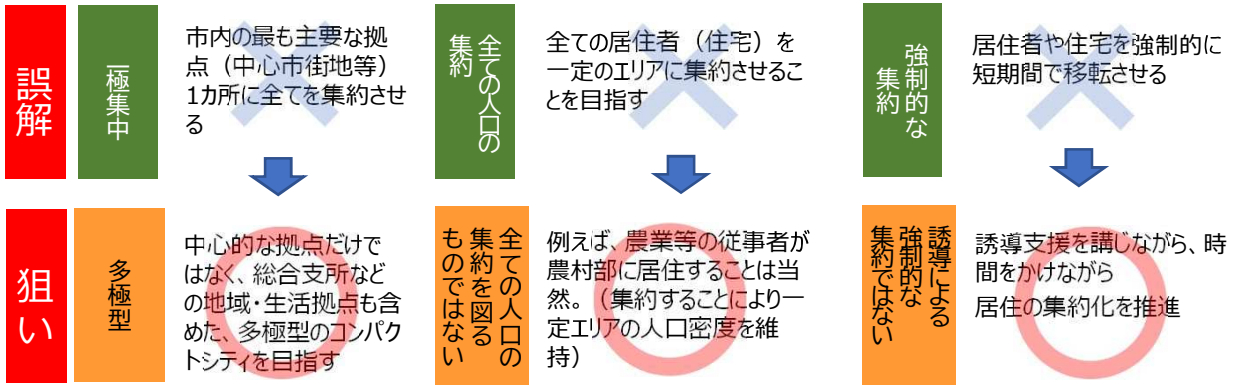 誤解
一極集中
市内の最も主要な拠
点（中心市街地等）
1カ所に全てを集約させ
る
全ての人口の
集約
全ての居住者（住宅）を
一定のエリアに集約させるこ
とを目指す
強制的な
集約
居住者や住宅を強制的に
短期間で移転させる
狙い
多極型
中心的な拠点だけで
はなく、総合支所など
の地域・生活拠点も含
めた、多極型のコンパク
トシティを目指す
全ての人口の
集約を図る
ものではない
例えば、農業等の従事者が
農村部に居住することは当
然。（集約することにより一
定エリアの人口密度を維
持）
誘導による
強制的な
集約ではない
誘導支援を講じながら、時
間をかけながら
居住の集約化を推進